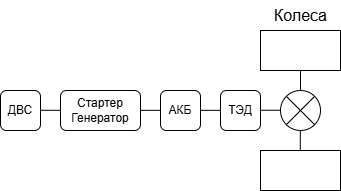 Колеса
ДВС
Стартер
Генератор
АКБ
ТЭД